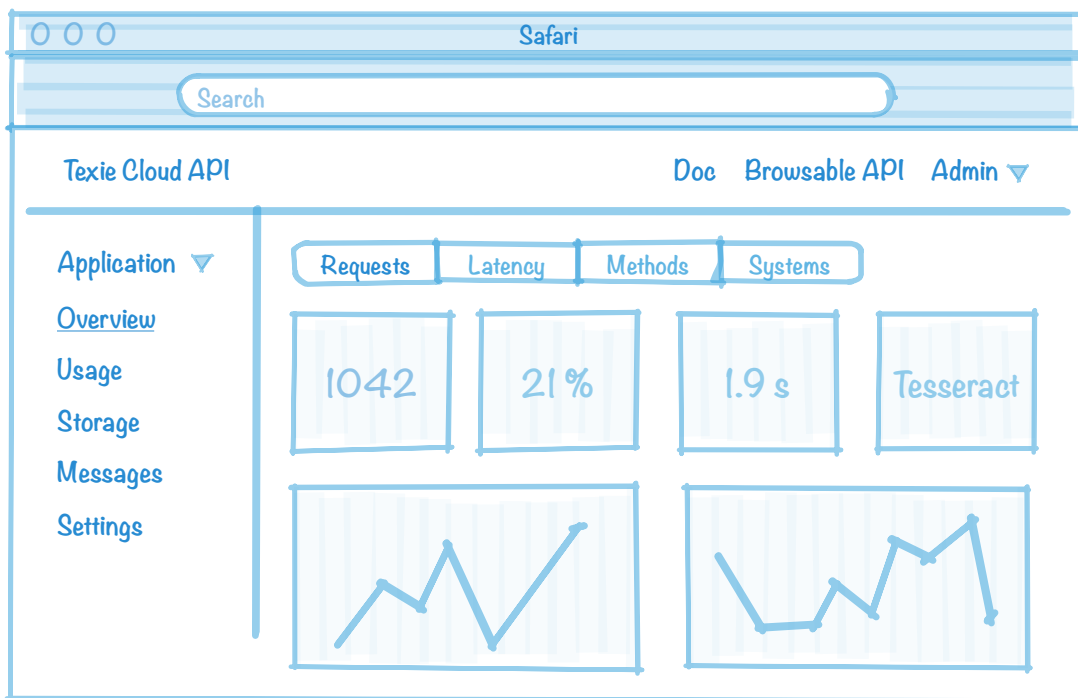 Safari
Search
Texie Cloud API
Doc Browsable API Admin
Application
Overview
Usage
Storage
Messages
Settings
Requests Latency Methods Systems
1042 21% 1.9 s Tesseract